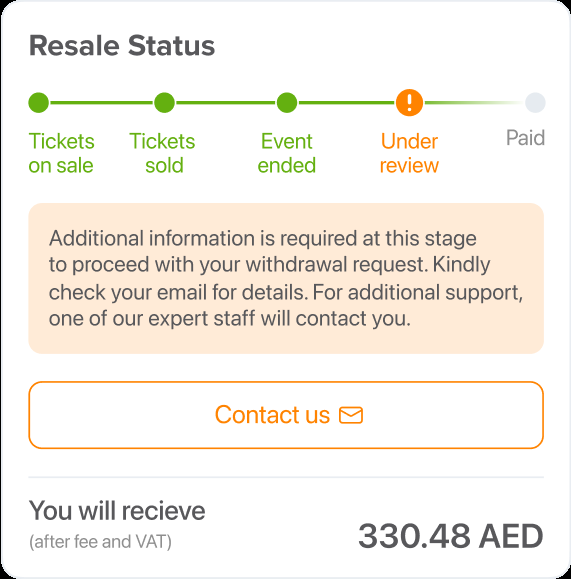 Resale Status
Tickets on sale
Tickets sold
Event ended
Under review
Paid
Additional information is required at this stage
to proceed with your withdrawal request. Kindly
check your email for details. For additional support,
one of our expert staff will contact you.
Contact us
You will recieve
(after fee and VAT)
330.48 AED